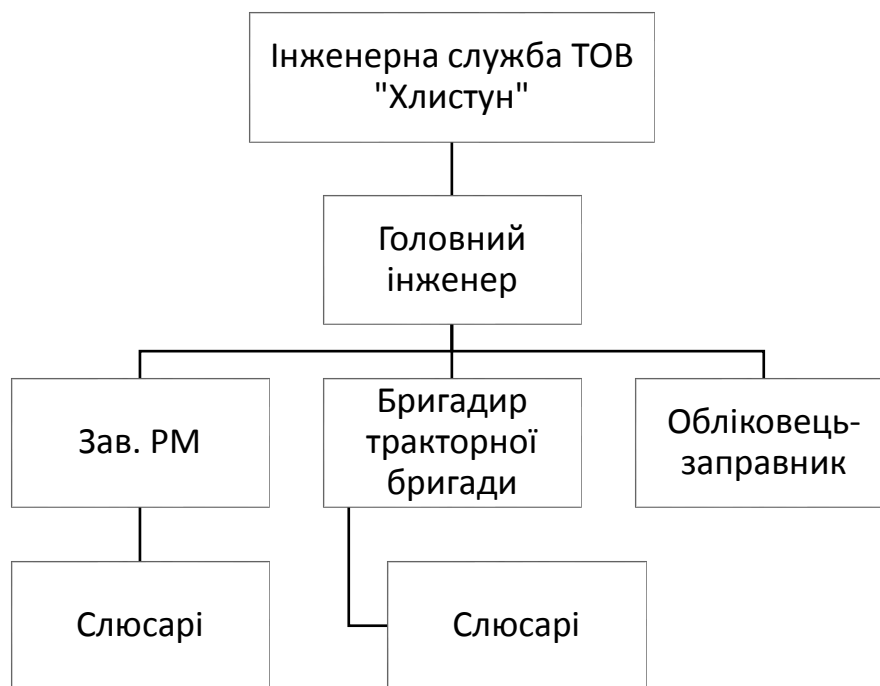 Інженерна служба ТОВ
"Хлистун"
Головний
інженер
Зав. РМ
Бригадир
тракторної
бригади
Обліковець-
заправник
Слюсарі
Слюсарі